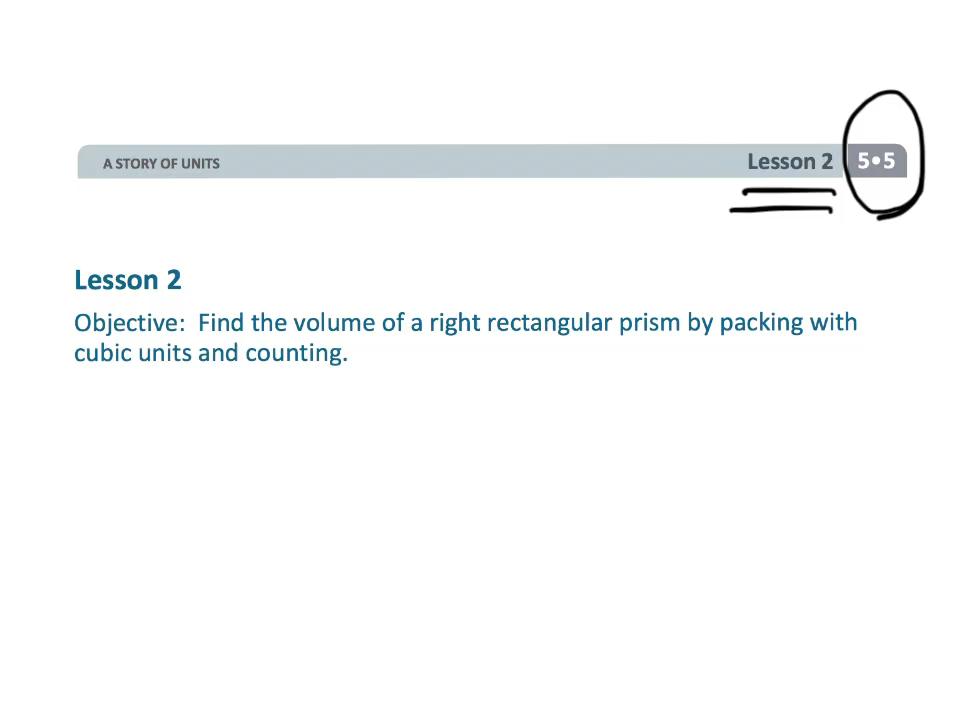 A STORY OF UNITS Lesson 2 5•5
Lesson 2
Objective: Find the volume of a right rectangular prism by packing with
cubic units and counting.